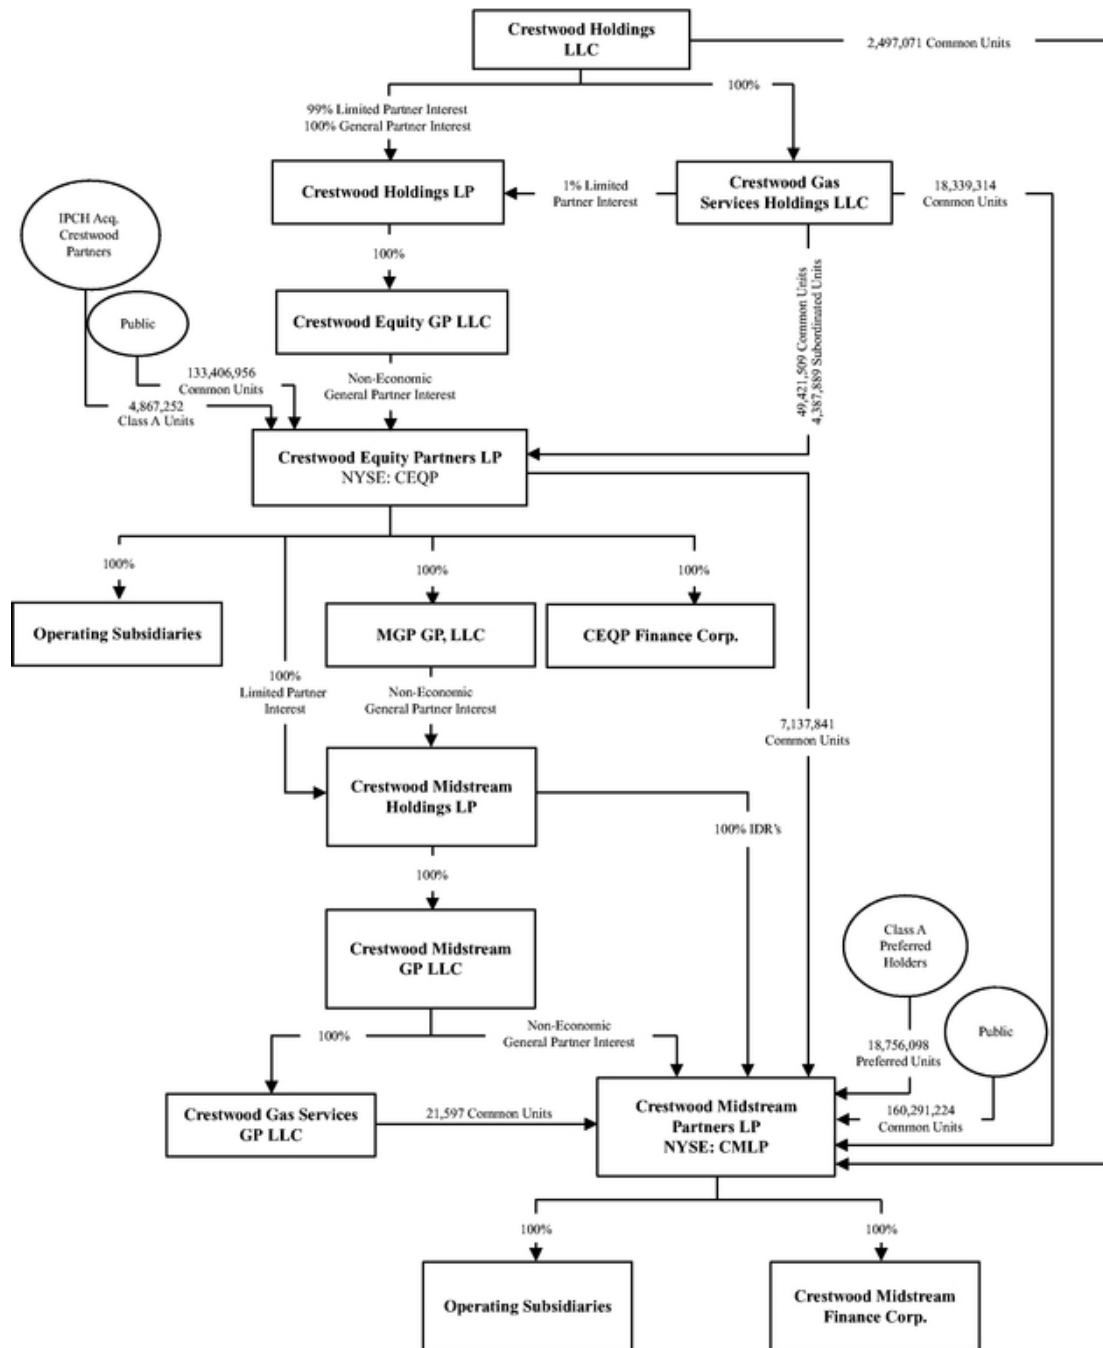 Crestwood Holdings
LLC
2,497,071 Common Units
99% Limited Partner Interest
100% General Partner Interest
100%
Crestwood Holdings LP
1% Limited
Partner Interest
Crestwood Gas
Services Holdings LLC
18,339,314
Common Units
IPCH Acq.
Crestwood
Partners
100%
49,421,509 Common Units
4,387,889 Subordinated Units
Public
Crestwood Equity GP LLC
133,406,956
Common Units
4,867,252
Class A Units
Non-Economic
General Partner Interest
Crestwood Equity Partners LP
NYSE: CEQP
100%
100%
100%
Operating Subsidiaries
MGP GP, LLC
CEQP Finance Corp.
100%
Limited Partner
Interest
Non-Economic
General Partner Interest
7,137,841
Common Units
Crestwood Midstream
Holdings LP
100% IDR's
100%
Crestwood Midstream
GP LLC
Class A
Preferred
Holders
100%
Non-Economic
General Partner Interest
Public
18,756,098
Preferred Units
Crestwood Gas Services
GP LLC
21,597 Common Units
Crestwood Midstream
Partners LP
NYSE: CMLP
160,291,224
Common Units
100%
100%
Operating Subsidiaries
Crestwood Midstream
Finance Corp.